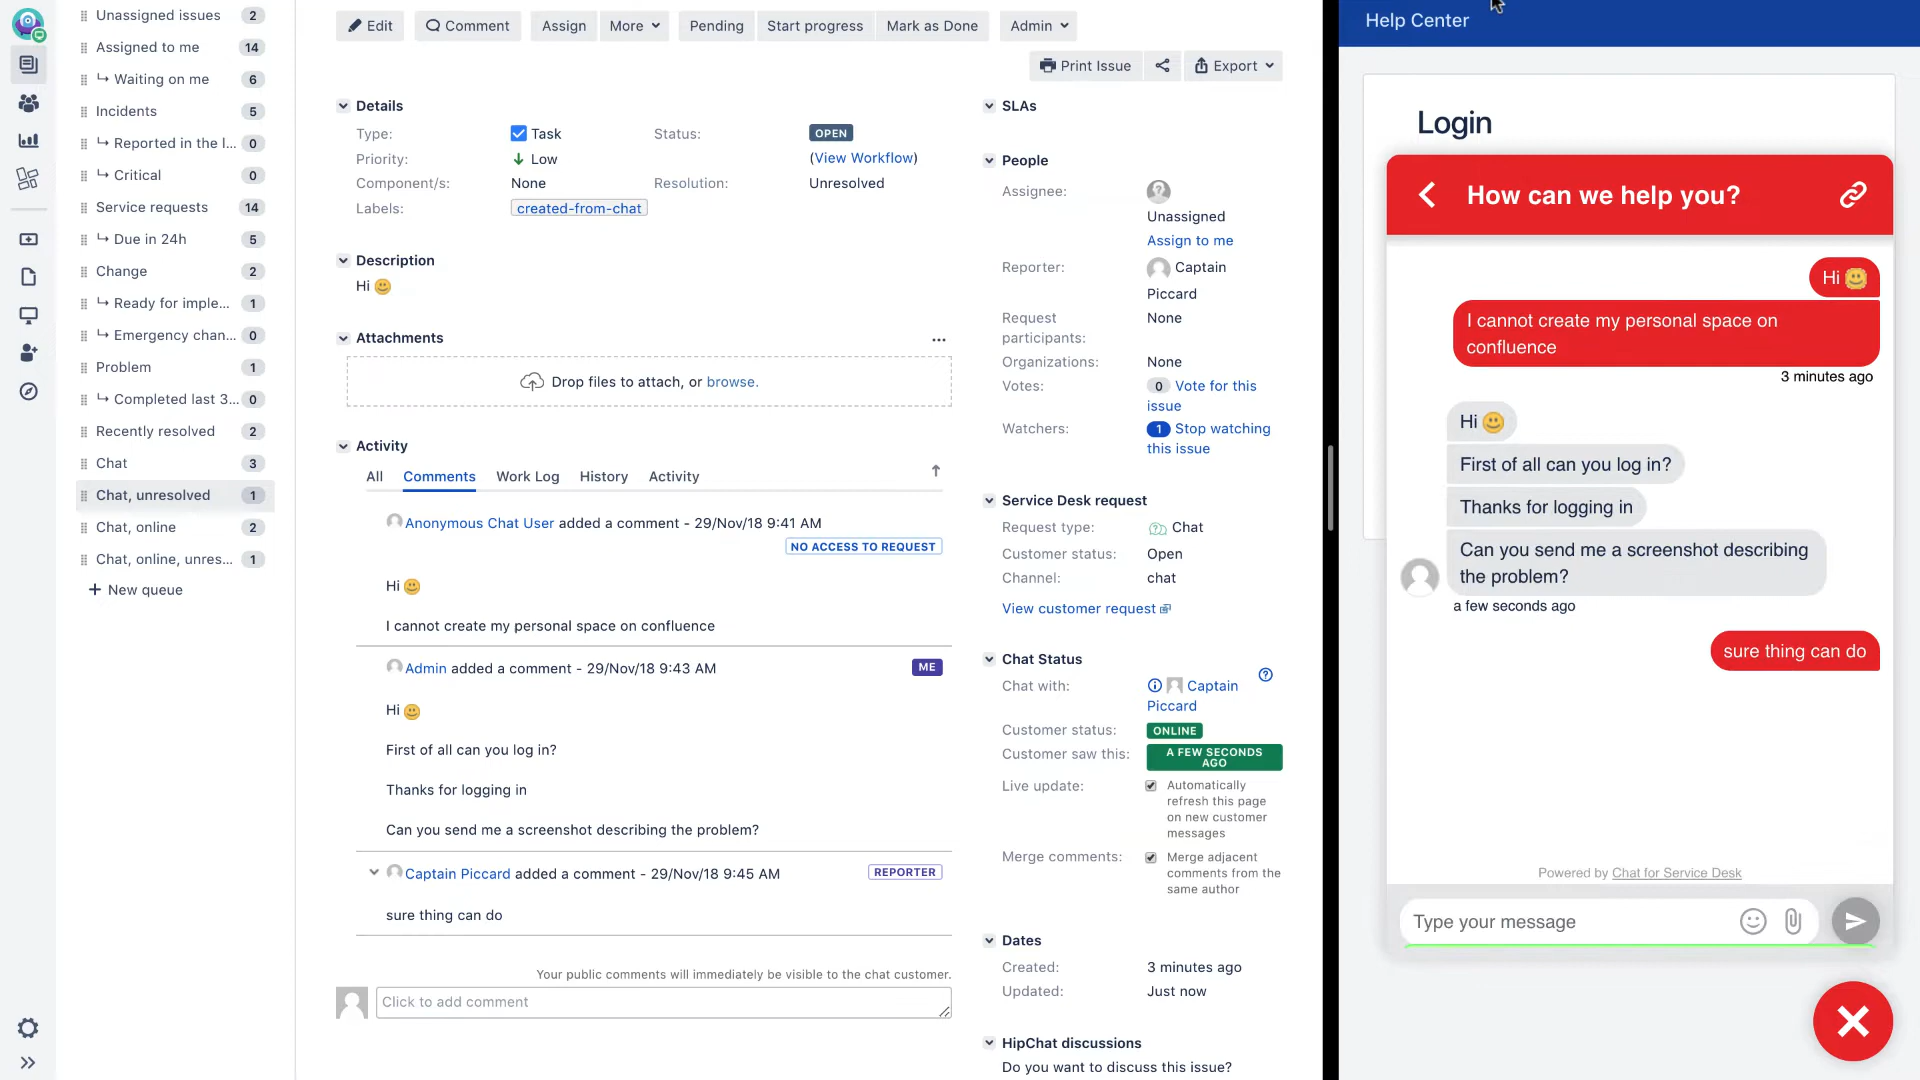 Unassigned issues 2
Assigned to me 14
Waiting on me 6
Incidents 5
Reported in the l... 0
Critical 0
Service requests 14
Due in 24h 5
Change 2
Ready for imple... 1
Emergency chan... 0
Problem 1
Completed last 3... 0
Recently resolved 2
Chat 3
Chat, unresolved 1
Chat, online 2
Chat, online, unres... 1
+ New queue
Edit Comment Assign More Pending Start progress Mark as Done Admin
Print Issue Export
Details
Type: Task Status: OPEN
Priority: Low (View Workflow)
Component/s: None Resolution: Unresolved
Labels: created-from-chat
Description
Hi 🙂
Attachments ...
Drop files to attach, or browse.
Activity
All Comments Work Log History Activity
Anonymous Chat User added a comment - 29/Nov/18 9:41 AM
NO ACCESS TO REQUEST
Hi 🙂
I cannot create my personal space on confluence
Admin added a comment - 29/Nov/18 9:43 AM ME
Hi 🙂
First of all can you log in?
Thanks for logging in
Can you send me a screenshot describing the problem?
Captain Piccard added a comment - 29/Nov/18 9:45 AM REPORTER
sure thing can do
Your public comments will immediately be visible to the chat customer.
Click to add comment
SLAs
People
Assignee:
Unassigned
Assign to me
Reporter: Captain
Piccard
Request None
participants:
Organizations: None
Votes: 0 Vote for this
issue
Watchers: 1 Stop watching
this issue
Service Desk request
Request type: Chat
Customer status: Open
Channel: chat
View customer request
Chat Status
Chat with: Captain
Piccard
Customer status: ONLINE
Customer saw this: A FEW SECONDS
AGO
Live update: Automatically
refresh this page
on new customer
messages
Merge comments: Merge adjacent
comments from the
same author
Dates
Created: 3 minutes ago
Updated: Just now
HipChat discussions
Do you want to discuss this issue?
Help Center
Login
How can we help you?
Hi 🙂
I cannot create my personal space on
confluence
3 minutes ago
Hi 🙂
First of all can you log in?
Thanks for logging in
Can you send me a screenshot describing
the problem?
a few seconds ago
sure thing can do
Powered by Chat for Service Desk
Type your message